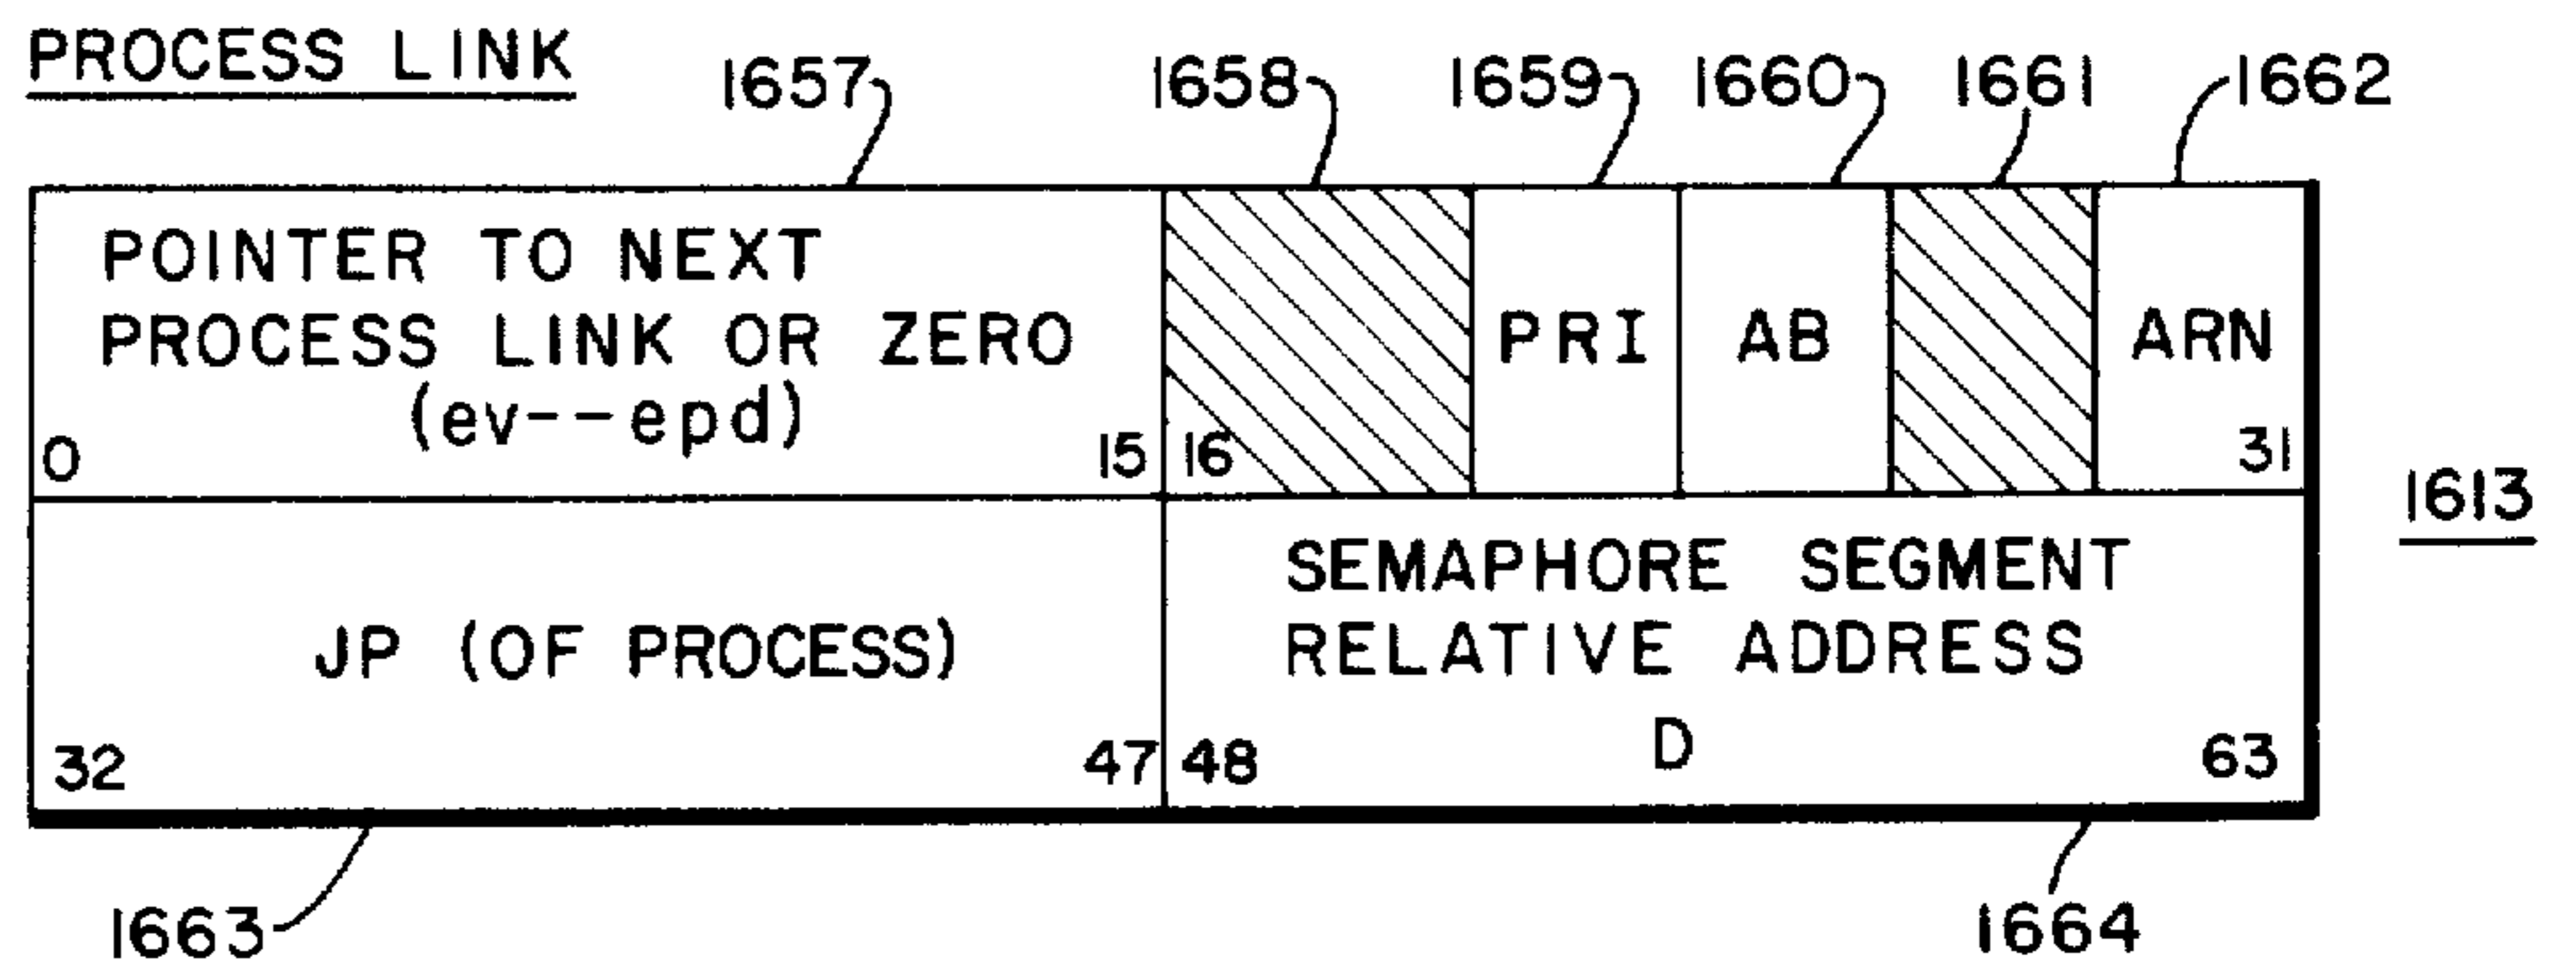 PROCESS LINK
1657 1658 1659 1660 1661 1662
POINTER TO NEXT
PROCESS LINK OR ZERO PRI AB ARN
(ev--epd)
0 15 16 31
1613
SEMAPHORE SEGMENT
JP (OF PROCESS) RELATIVE ADDRESS
D
32 47 48 63
1663 1664